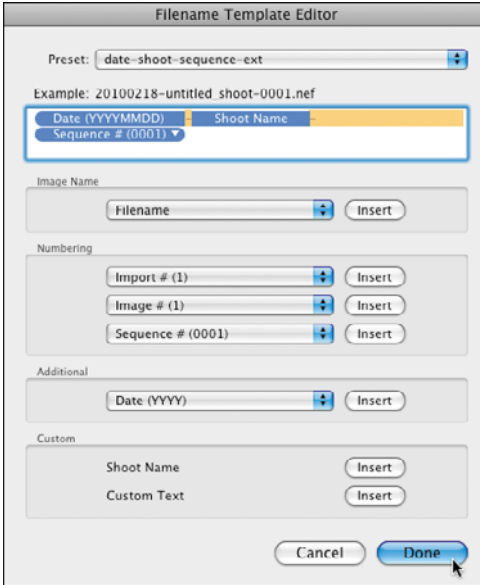 Filename Template Editor
Preset: date-shoot-sequence-ext
Example: 20100218-untitled_shoot-0001.nef
Date (YYYYMMDD) - Shoot Name -
Sequence # (0001)
Image Name
Filename Insert
Numbering
Import # (1) Insert
Image # (1) Insert
Sequence # (0001) Insert
Additional
Date (YYYY) Insert
Custom
Shoot Name Insert
Custom Text Insert
Cancel Done